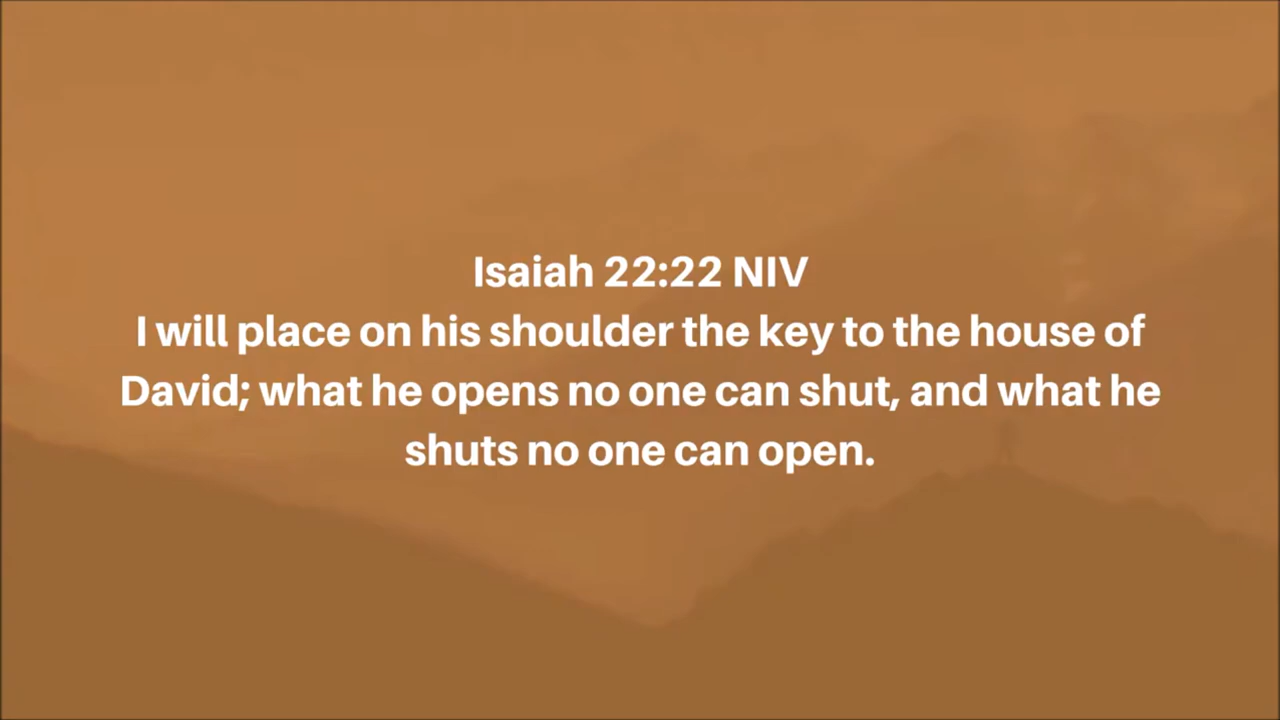 Isaiah 22:22 NIV
I will place on his shoulder the key to the house of
David; what he opens no one can shut, and what he
shuts no one can open.